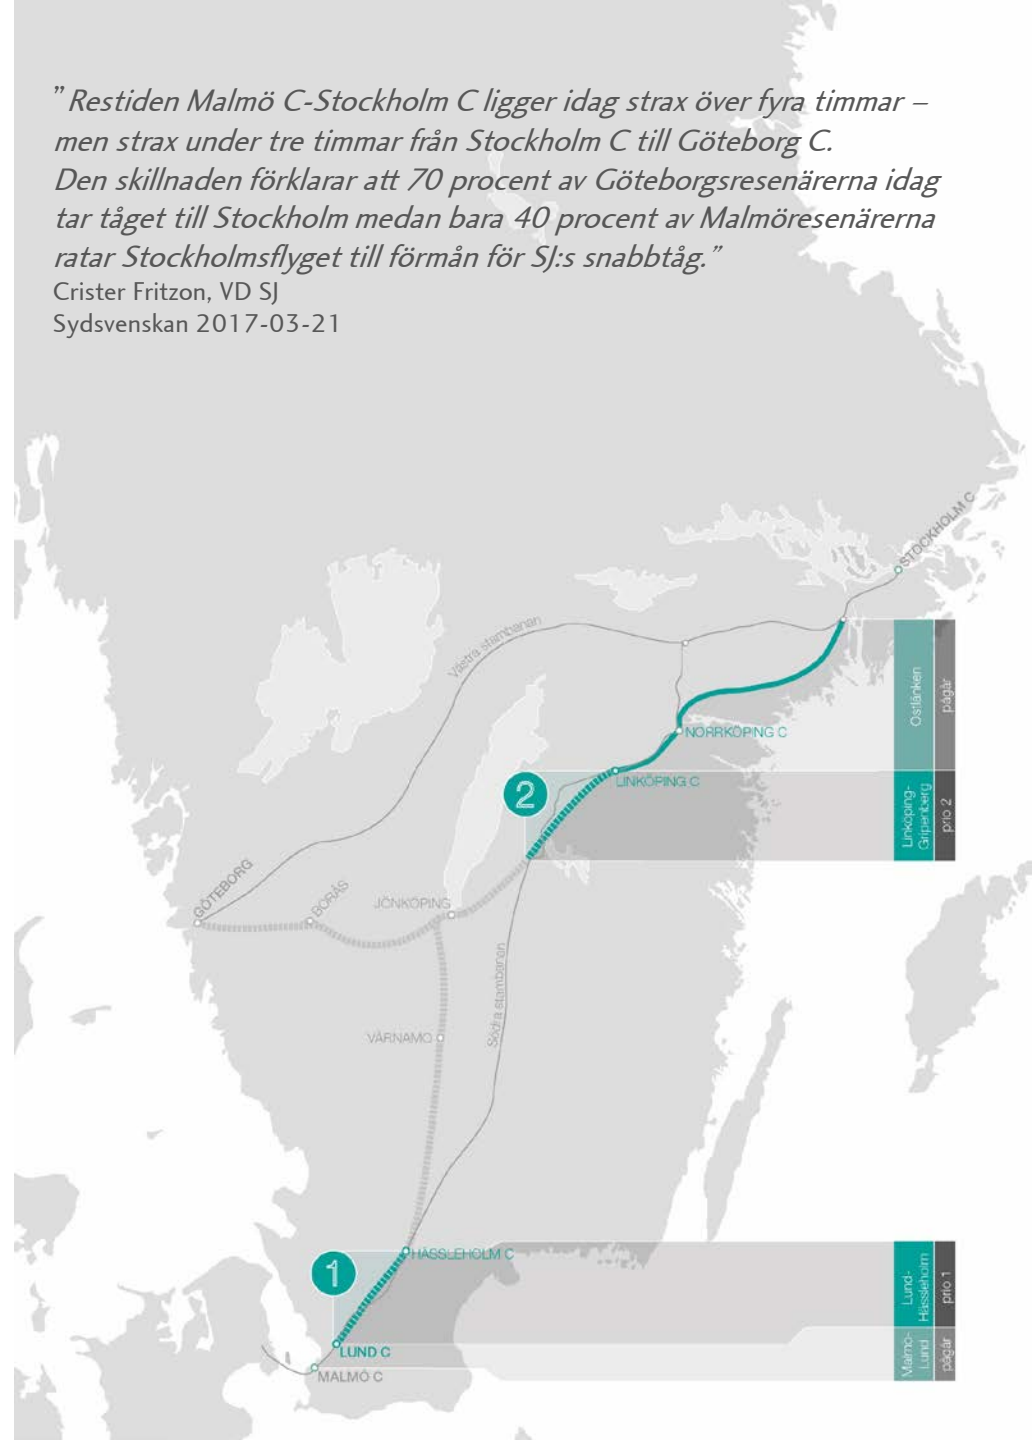 ”Restiden Malmö C-Stockholm C ligger idag strax över fyra timmar –
men strax under tre timmar från Stockholm C till Göteborg C.
Den skillnaden förklarar att 70 procent av Göteborgsresenärerna idag
tar tåget till Stockholm medan bara 40 procent av Malmöresenärerna
ratar Stockholmsflyget till förmån för SJ:s snabbtåg.”
Crister Fritzon, VD SJ
Sydsvenskan 2017-03-21
STOCKHOLM C
Västra stambanan
Ostlänken
pågår
NORRKÖPING C
LINKÖPING C
2
Linköping-
Gripenberg
prio 2
GÖTEBORG
BORÅS
JÖNKÖPING
Södra stambanan
VÄRNAMO
HÄSSLEHOLM C
1
Lund-
Hässleholm
prio 1
LUND C
MALMÖ C
Malmö-
Lund
pågår